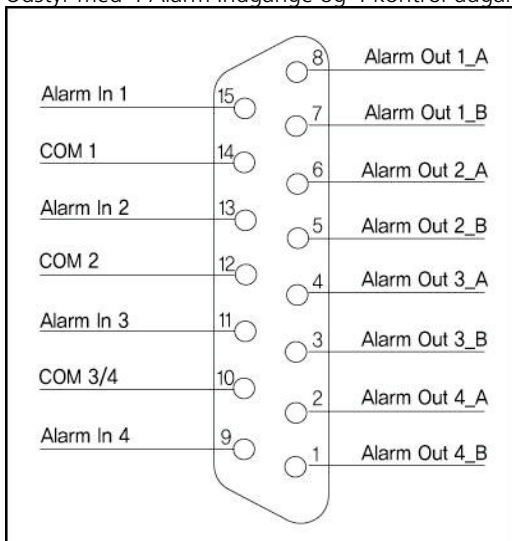 8 Alarm Out 1_A
Alarm In 1 15
7 Alarm Out 1_B
COM 1 14
6 Alarm Out 2_A
Alarm In 2 13
5 Alarm Out 2_B
COM 2 12
4 Alarm Out 3_A
Alarm In 3 11
3 Alarm Out 3_B
COM 3/4 10
2 Alarm Out 4_A
Alarm In 4 9
1 Alarm Out 4_B